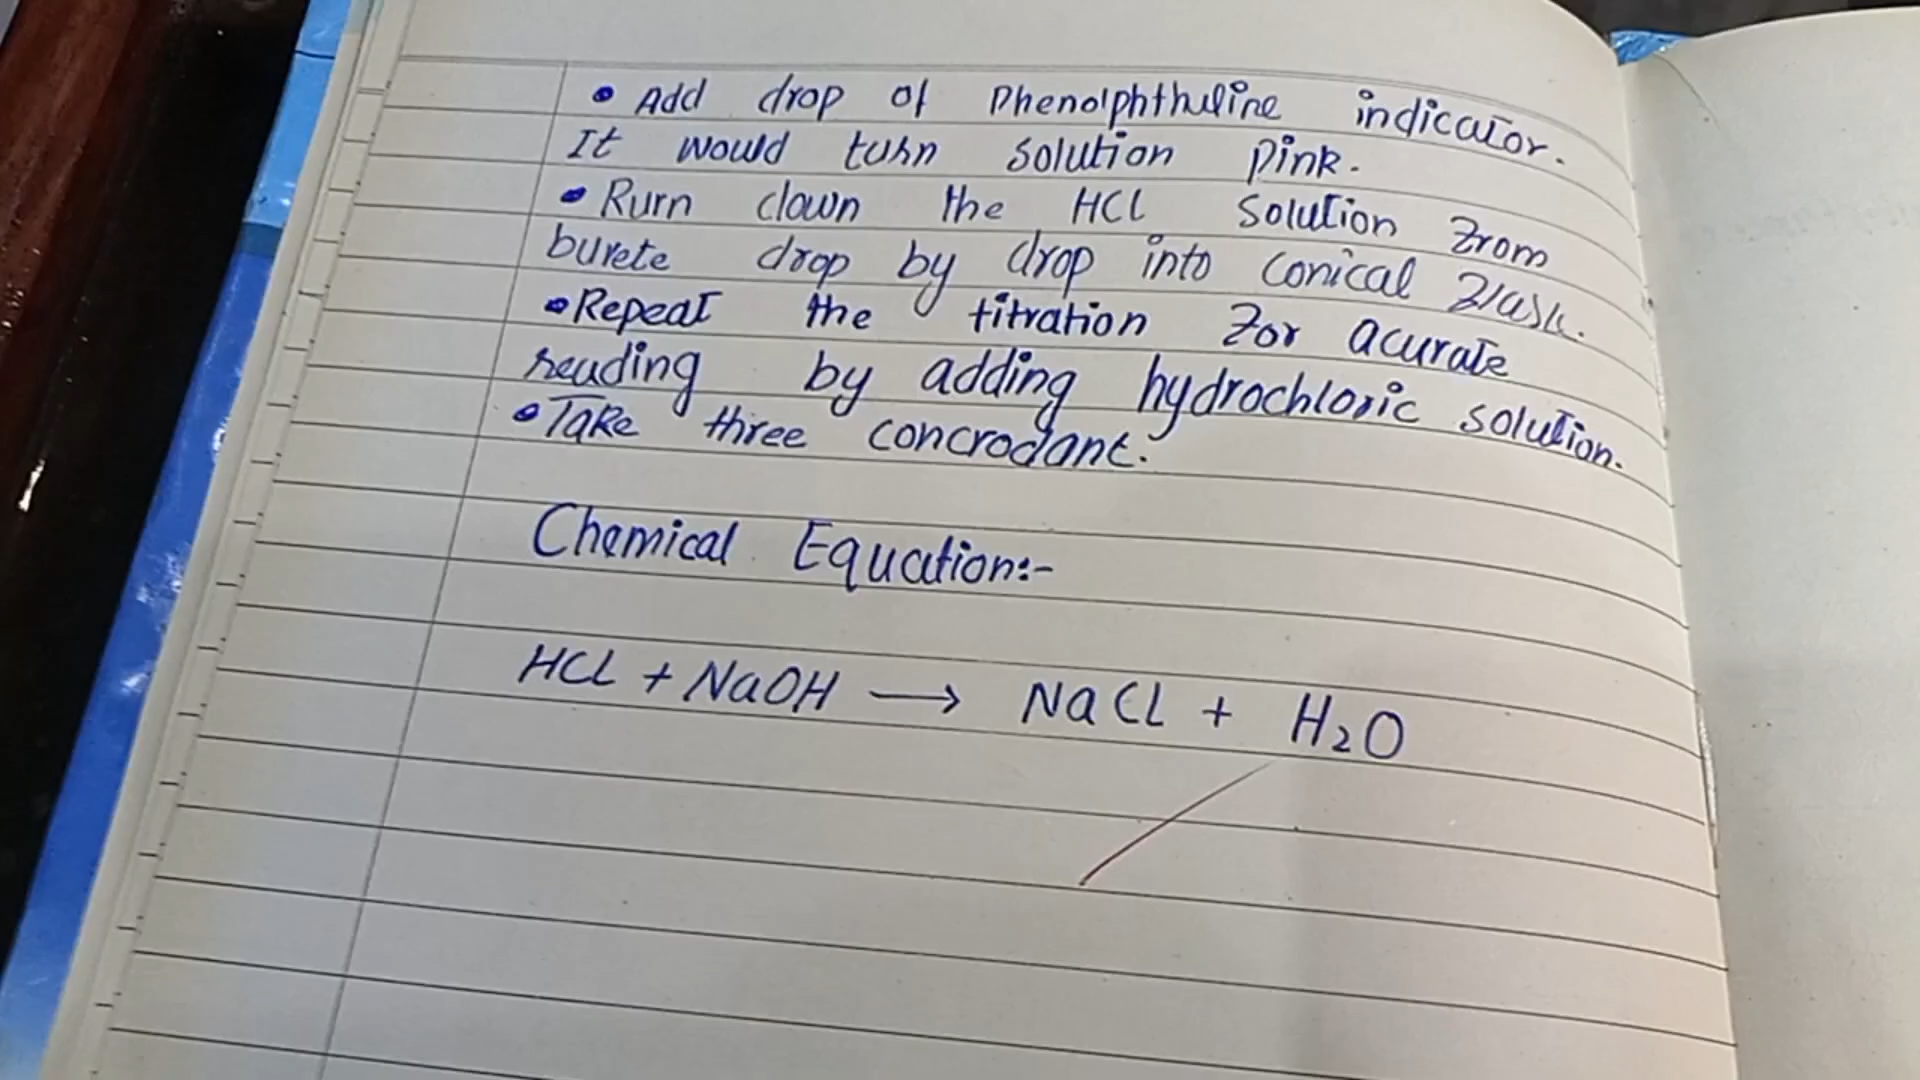 • Add drop of Phenolphthuline indicator.
It would turn solution pink.
• Rurn down the HCl solution from
burete drop by drop into conical flask.
• Repeat the titration for acurate
reading by adding hydrochloric solution.
• Take three concrodant.
Chemical Equation:-
HCL + NaOH → NaCL + H₂O